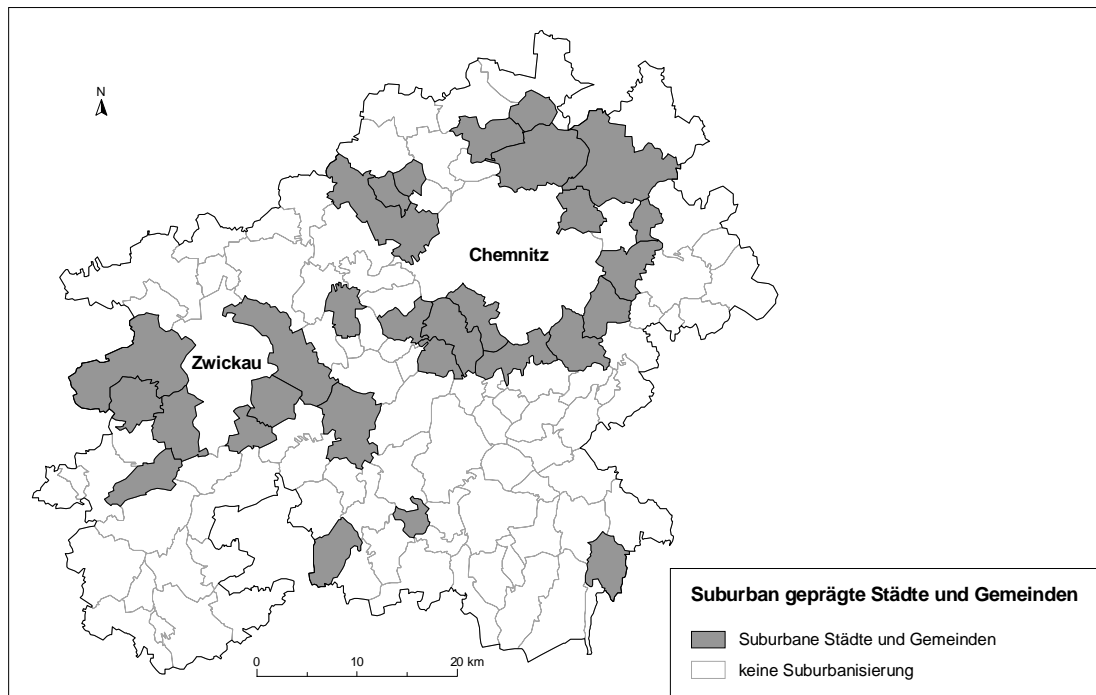 N
Chemnitz
Zwickau
Suburban geprägte Städte und Gemeinden
Suburbane Städte und Gemeinden
keine Suburbanisierung
0 10 20 km